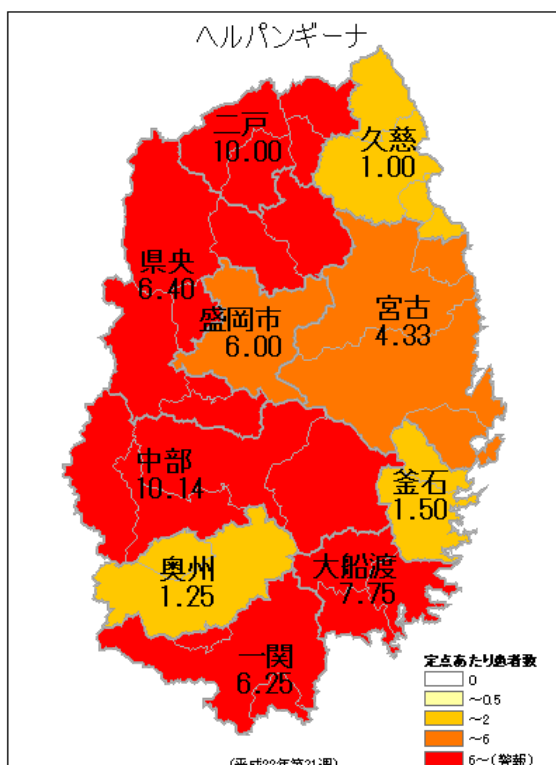 ヘルパンギーナ
二戸
10.00
久慈
1.00
県央
6.40
盛岡市
6.00
宮古
4.33
中部
10.14
釜石
1.50
奥州
1.25
大船渡
7.75
一関
6.25
定点あたり患者数
0
～0.5
～2
～6
6～(警報)